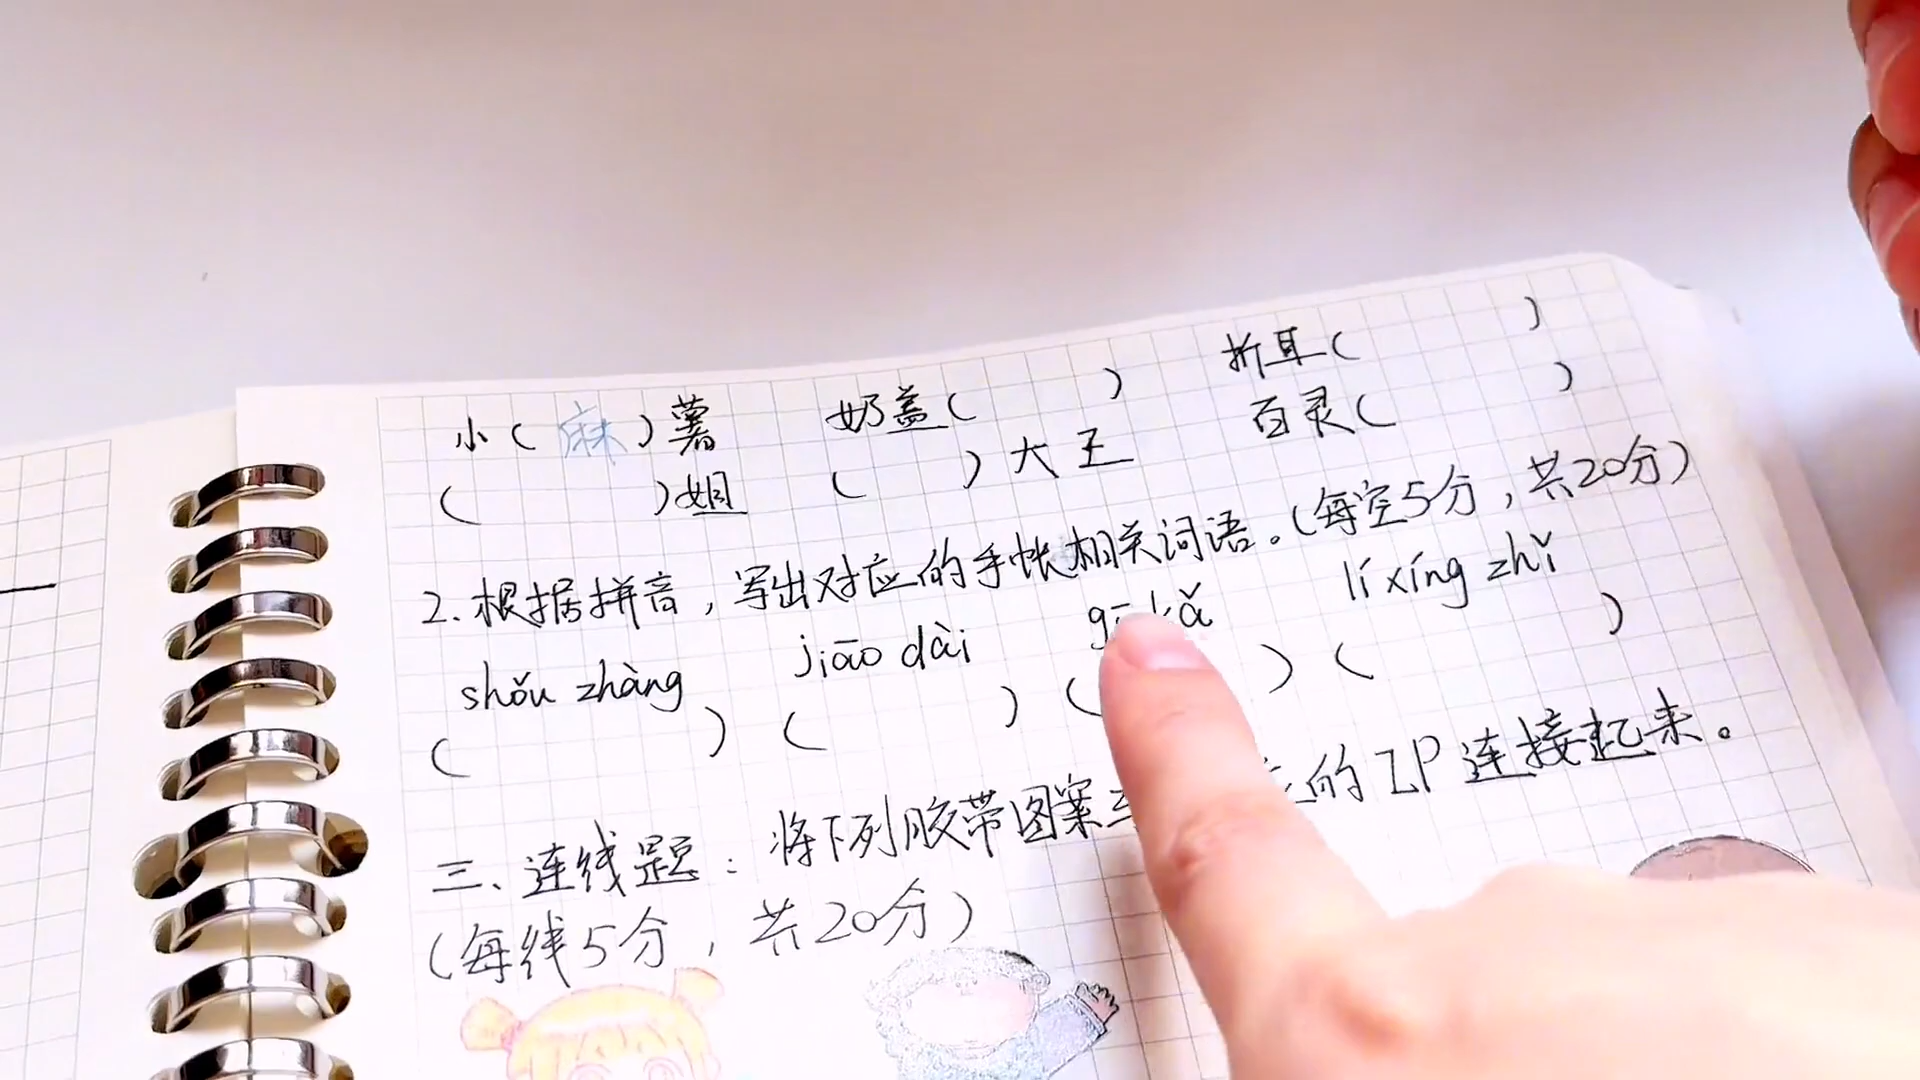 小（麻）薯 奶盖（ ） 折耳（ ）
（ ）姐 （ ）大王 百灵（ ）
2.根据拼音，写出对应的手帐相关词语。（每空5分，共20分）
shǒu zhàng jiāo dài kǎ lí xíng zhǐ
（ ）（ ）（ ）（ ）
三、连线题：将下列胶带图案 的IP连接起来。
（每线5分，共20分）